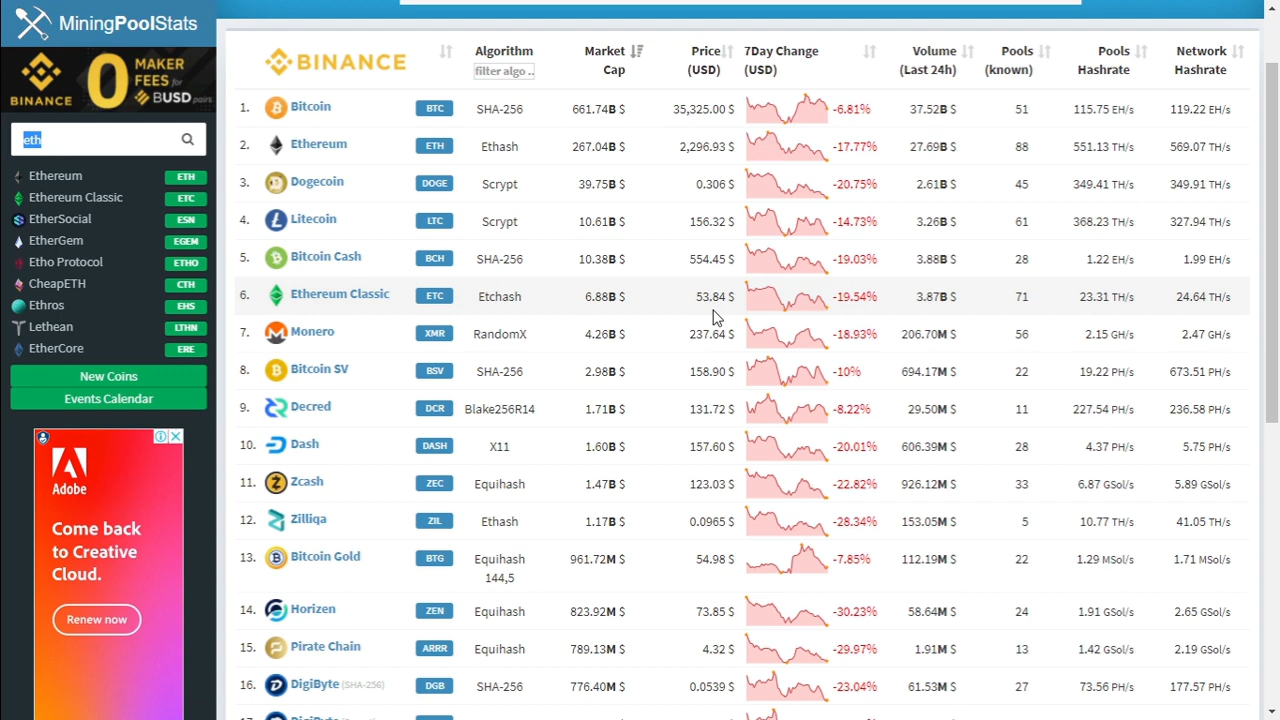 MiningPoolStats
BINANCE
0
MAKER
FEES for
BUSD pairs
eth
Ethereum ETH
Ethereum Classic ETC
EtherSocial ESN
EtherGem EGEM
Etho Protocol ETHO
CheapETH CTH
Ethros EHS
Lethean LTHN
EtherCore ERE
New Coins
Events Calendar
Adobe
Come back
to Creative
Cloud.
Renew now
BINANCE Algorithm Market Price 7Day Change Volume Pools Pools Network
filter algo .. Cap (USD) (USD) (Last 24h) (known) Hashrate Hashrate
1. Bitcoin BTC SHA-256 661.74B $ 35,325.00 $ -6.81% 37.52B $ 51 115.75 EH/s 119.22 EH/s
2. Ethereum ETH Ethash 267.04B $ 2,296.93 $ -17.77% 27.69B $ 88 551.13 TH/s 569.07 TH/s
3. Dogecoin DOGE Scrypt 39.75B $ 0.306 $ -20.75% 2.61B $ 45 349.41 TH/s 349.91 TH/s
4. Litecoin LTC Scrypt 10.61B $ 156.32 $ -14.73% 3.26B $ 61 368.23 TH/s 327.94 TH/s
5. Bitcoin Cash BCH SHA-256 10.38B $ 554.45 $ -19.03% 3.88B $ 28 1.22 EH/s 1.99 EH/s
6. Ethereum Classic ETC Etchash 6.88B $ 53.84 $ -19.54% 3.87B $ 71 23.31 TH/s 24.64 TH/s
7. Monero XMR RandomX 4.26B $ 237.64 $ -18.93% 206.70M $ 56 2.15 GH/s 2.47 GH/s
8. Bitcoin SV BSV SHA-256 2.98B $ 158.90 $ -10% 694.17M $ 22 19.22 PH/s 673.51 PH/s
9. Decred DCR Blake256R14 1.71B $ 131.72 $ -8.22% 29.50M $ 11 227.54 PH/s 236.58 PH/s
10. Dash DASH X11 1.60B $ 157.60 $ -20.01% 606.39M $ 28 4.37 PH/s 5.75 PH/s
11. Zcash ZEC Equihash 1.47B $ 123.03 $ -22.82% 926.12M $ 33 6.87 GSol/s 5.89 GSol/s
12. Zilliqa ZIL Ethash 1.17B $ 0.0965 $ -28.34% 153.05M $ 5 10.77 TH/s 41.05 TH/s
13. Bitcoin Gold BTG Equihash 961.72M $ 54.98 $ -7.85% 112.19M $ 22 1.29 MSol/s 1.71 MSol/s
144,5
14. Horizen ZEN Equihash 823.92M $ 73.85 $ -30.23% 58.64M $ 24 1.91 GSol/s 2.65 GSol/s
15. Pirate Chain ARRR Equihash 789.13M $ 4.32 $ -29.97% 1.91M $ 13 1.42 GSol/s 2.19 GSol/s
16. DigiByte (SHA-256) DGB SHA-256 776.40M $ 0.0539 $ -23.04% 61.53M $ 27 73.56 PH/s 177.57 PH/s